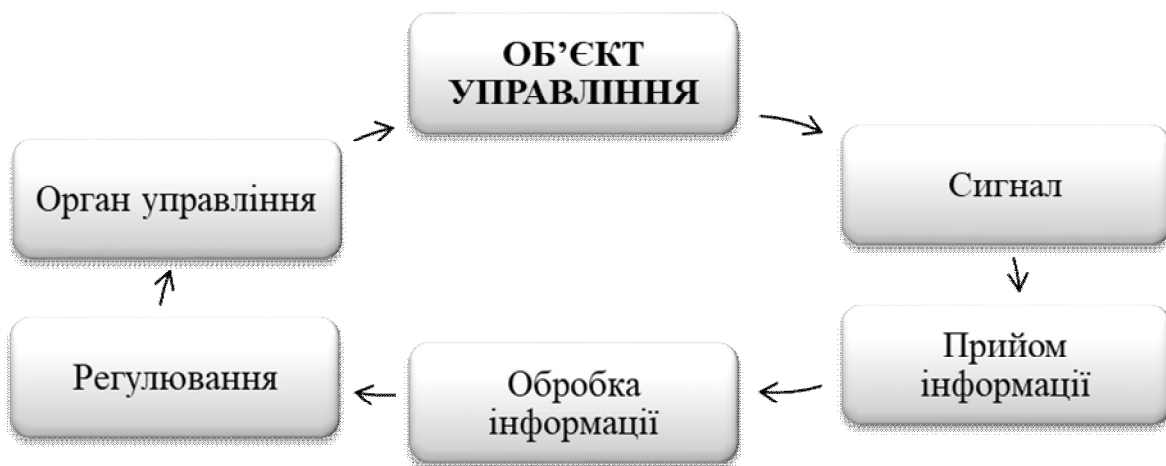 ОБ’ЄКТ
УПРАВЛІННЯ
Орган управління
Сигнал
Регулювання
Обробка
інформації
Прийом
інформації